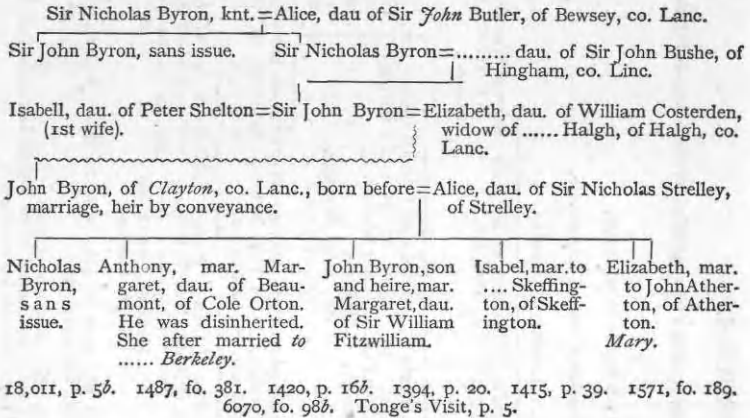 Sir Nicholas Byron, knt.=Alice, dau of Sir John Butler, of Bewsey, co. Lanc.
Sir John Byron, sans issue. Sir Nicholas Byron=......... dau. of Sir John Bushe, of
Hingham, co. Linc.
Isabell, dau. of Peter Shelton=Sir John Byron=Elizabeth, dau. of William Costerden,
(1st wife). widow of ...... Halgh, of Halgh, co.
Lanc.
John Byron, of Clayton, co. Lanc., born before=Alice, dau. of Sir Nicholas Strelley,
marriage, heir by conveyance. of Strelley.
Nicholas
Byron,
sans
issue.
Anthony, mar. Mar-
garet, dau. of Beau-
mont, of Cole Orton.
He was disinherited.
She after married to
...... Berkeley.
John Byron, son
and heire, mar.
Margaret, dau.
of Sir William
Fitzwilliam.
Isabel, mar. to
.... Skeffing-
ton, of Skeff-
ington.
Elizabeth, mar.
to John Ather-
ton, of Ather-
ton.
Mary.
18,011, p. 5b. 1487, fo. 381. 1420, p. 16b. 1394, p. 20. 1415, p. 39. 1571, fo. 189.
6070, fo. 98b. Tonge's Visit, p. 5.